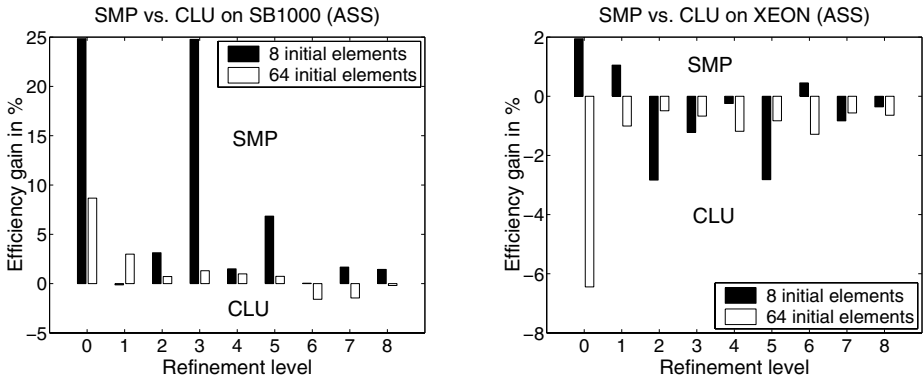 SMP vs. CLU on SB1000 (ASS)
25
20
15
10
5
0
−5
Efficiency gain in %
8 initial elements
64 initial elements
SMP
CLU
0 1 2 3 4 5 6 7 8
Refinement level
SMP vs. CLU on XEON (ASS)
2
0
−2
−4
−6
−8
Efficiency gain in %
SMP
CLU
8 initial elements
64 initial elements
0 1 2 3 4 5 6 7 8
Refinement level